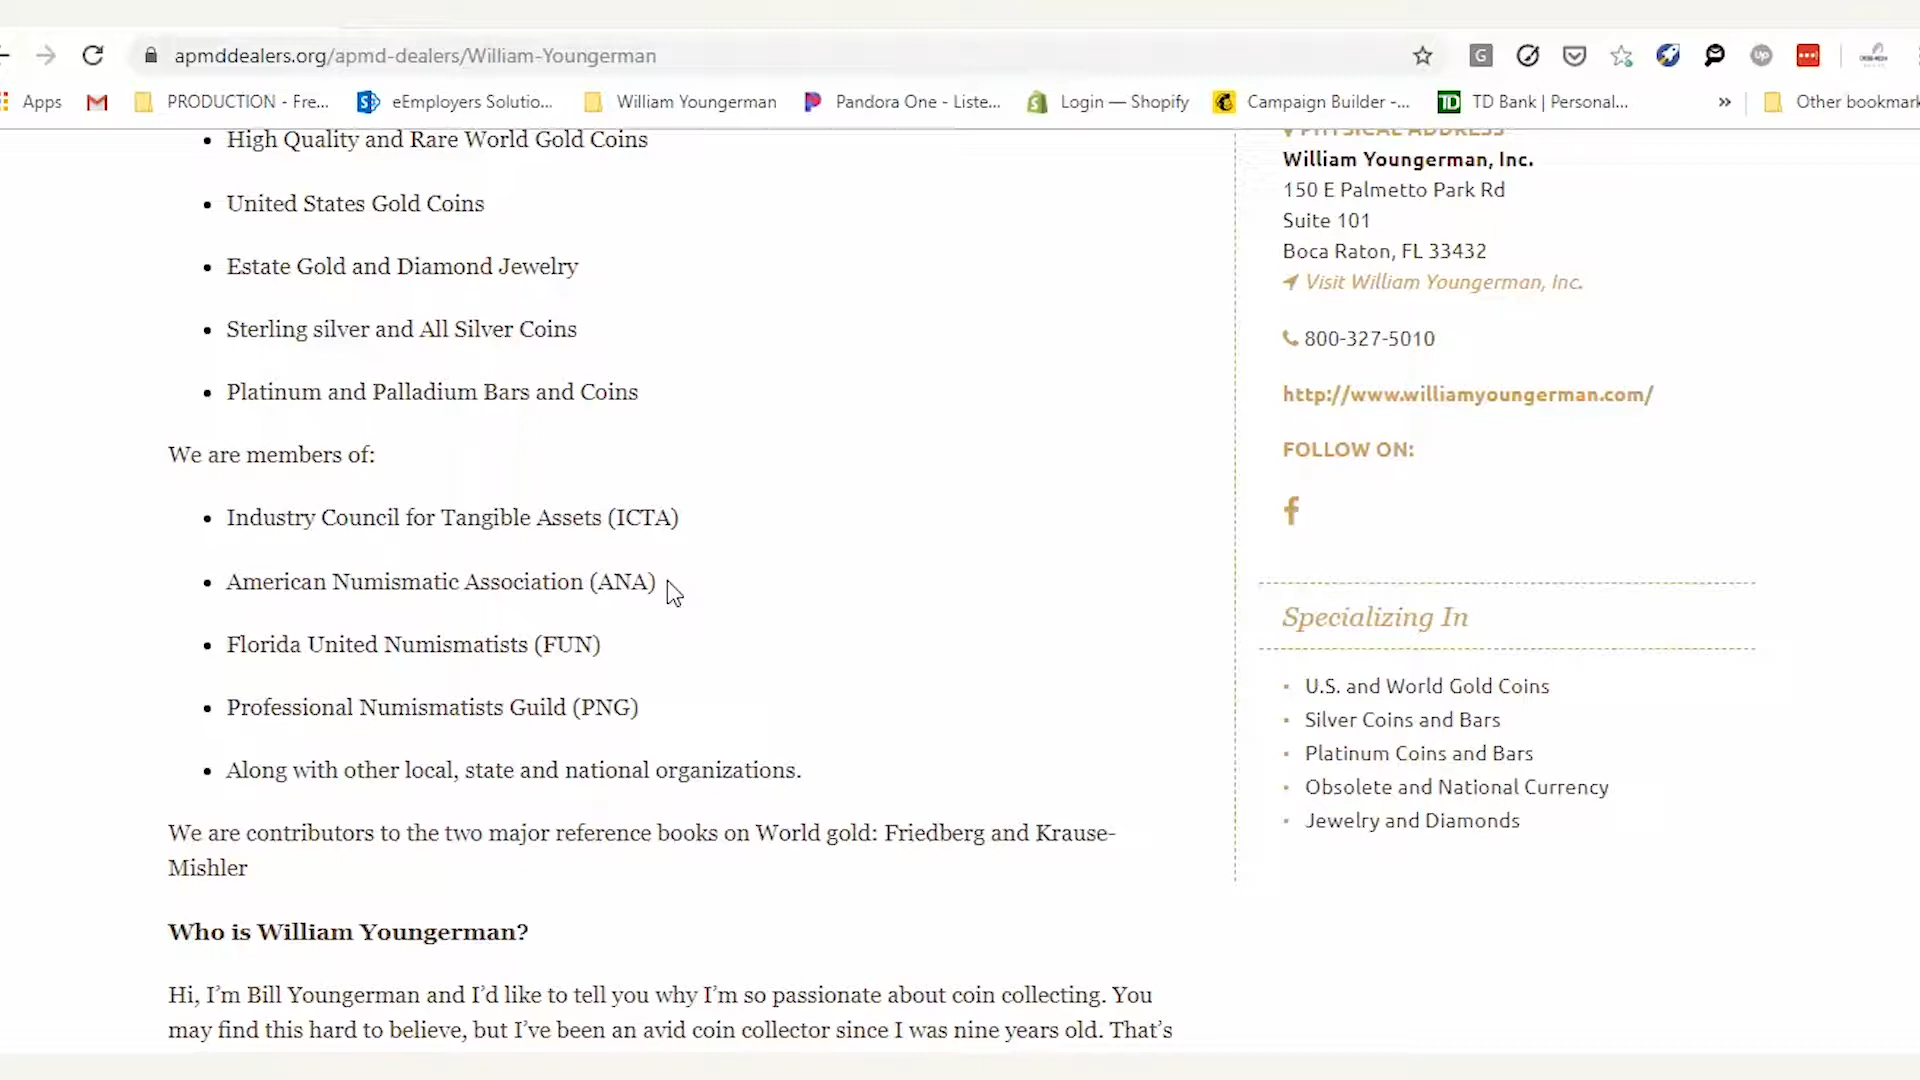 apmddealers.org/apmd-dealers/William-Youngerman
Apps
PRODUCTION - Fre...
eEmployers Solutio...
William Youngerman
Pandora One - Liste...
Login — Shopify
Campaign Builder -...
TD Bank | Personal...
»
Other bookmark
• High Quality and Rare World Gold Coins
• United States Gold Coins
• Estate Gold and Diamond Jewelry
• Sterling silver and All Silver Coins
• Platinum and Palladium Bars and Coins
We are members of:
• Industry Council for Tangible Assets (ICTA)
• American Numismatic Association (ANA)
• Florida United Numismatists (FUN)
• Professional Numismatists Guild (PNG)
• Along with other local, state and national organizations.
We are contributors to the two major reference books on World gold: Friedberg and Krause-
Mishler
Who is William Youngerman?
Hi, I’m Bill Youngerman and I’d like to tell you why I’m so passionate about coin collecting. You
may find this hard to believe, but I’ve been an avid coin collector since I was nine years old. That’s
PHYSICAL ADDRESS
William Youngerman, Inc.
150 E Palmetto Park Rd
Suite 101
Boca Raton, FL 33432
Visit William Youngerman, Inc.
800-327-5010
http://www.williamyoungerman.com/
FOLLOW ON:
Specializing In
U.S. and World Gold Coins
Silver Coins and Bars
Platinum Coins and Bars
Obsolete and National Currency
Jewelry and Diamonds